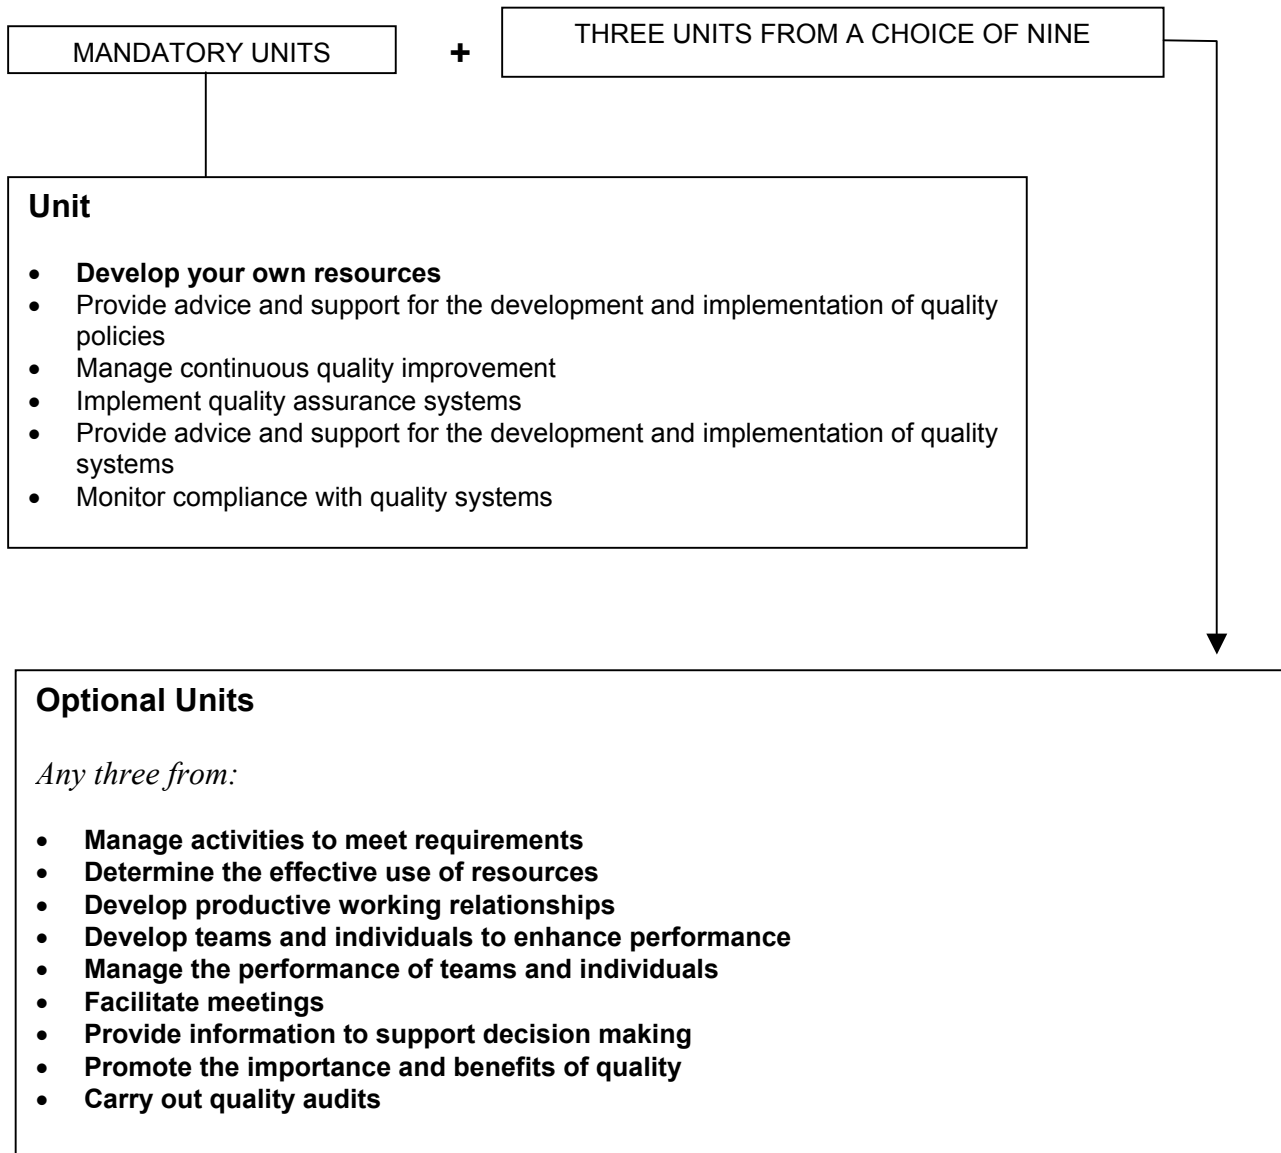 MANDATORY UNITS
+
THREE UNITS FROM A CHOICE OF NINE
Unit
• Develop your own resources
• Provide advice and support for the development and implementation of quality
policies
• Manage continuous quality improvement
• Implement quality assurance systems
• Provide advice and support for the development and implementation of quality
systems
• Monitor compliance with quality systems
Optional Units
Any three from:
• Manage activities to meet requirements
• Determine the effective use of resources
• Develop productive working relationships
• Develop teams and individuals to enhance performance
• Manage the performance of teams and individuals
• Facilitate meetings
• Provide information to support decision making
• Promote the importance and benefits of quality
• Carry out quality audits